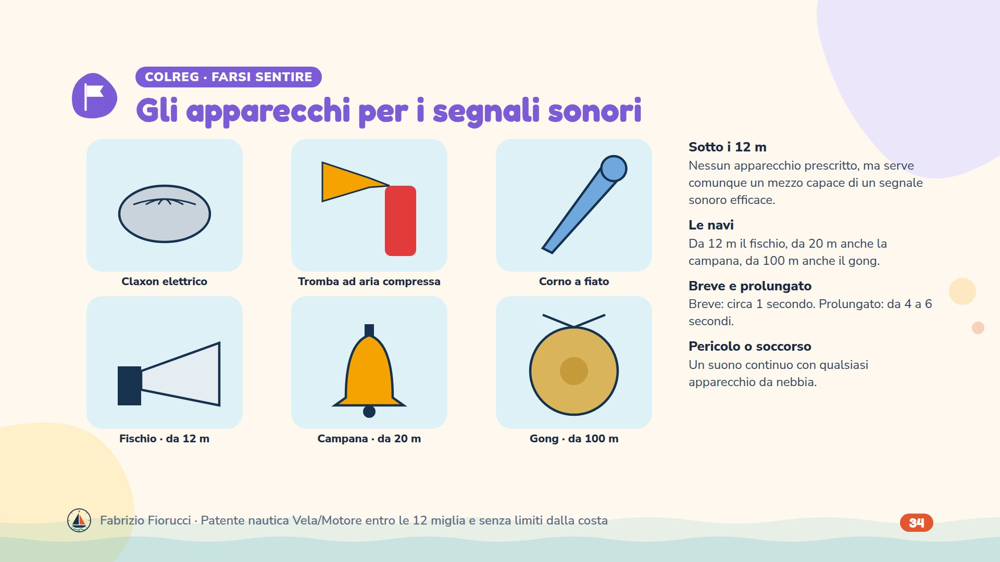 COLREG · FARSI SENTIRE
Gli apparecchi per i segnali sonori
Claxon elettrico
Tromba ad aria compressa
Corno a fiato
Fischio · da 12 m
Campana · da 20 m
Gong · da 100 m
Sotto i 12 m
Nessun apparecchio prescritto, ma serve
comunque un mezzo capace di un segnale
sonoro efficace.
Le navi
Da 12 m il fischio, da 20 m anche la
campana, da 100 m anche il gong.
Breve e prolungato
Breve: circa 1 secondo. Prolungato: da 4 a 6
secondi.
Pericolo o soccorso
Un suono continuo con qualsiasi
apparecchio da nebbia.
Fabrizio Fiorucci · Patente nautica Vela/Motore entro le 12 miglia e senza limiti dalla costa
34